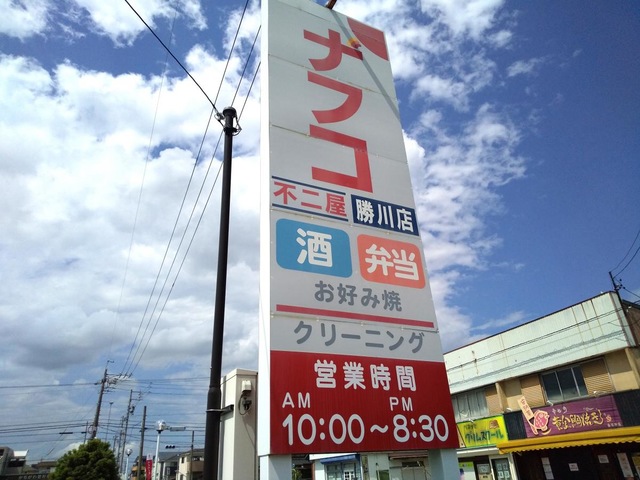 ナフコ
不二屋
勝川店
酒
弁当
お好み焼
クリーニング
営業時間
AM PM
10:00~8:30